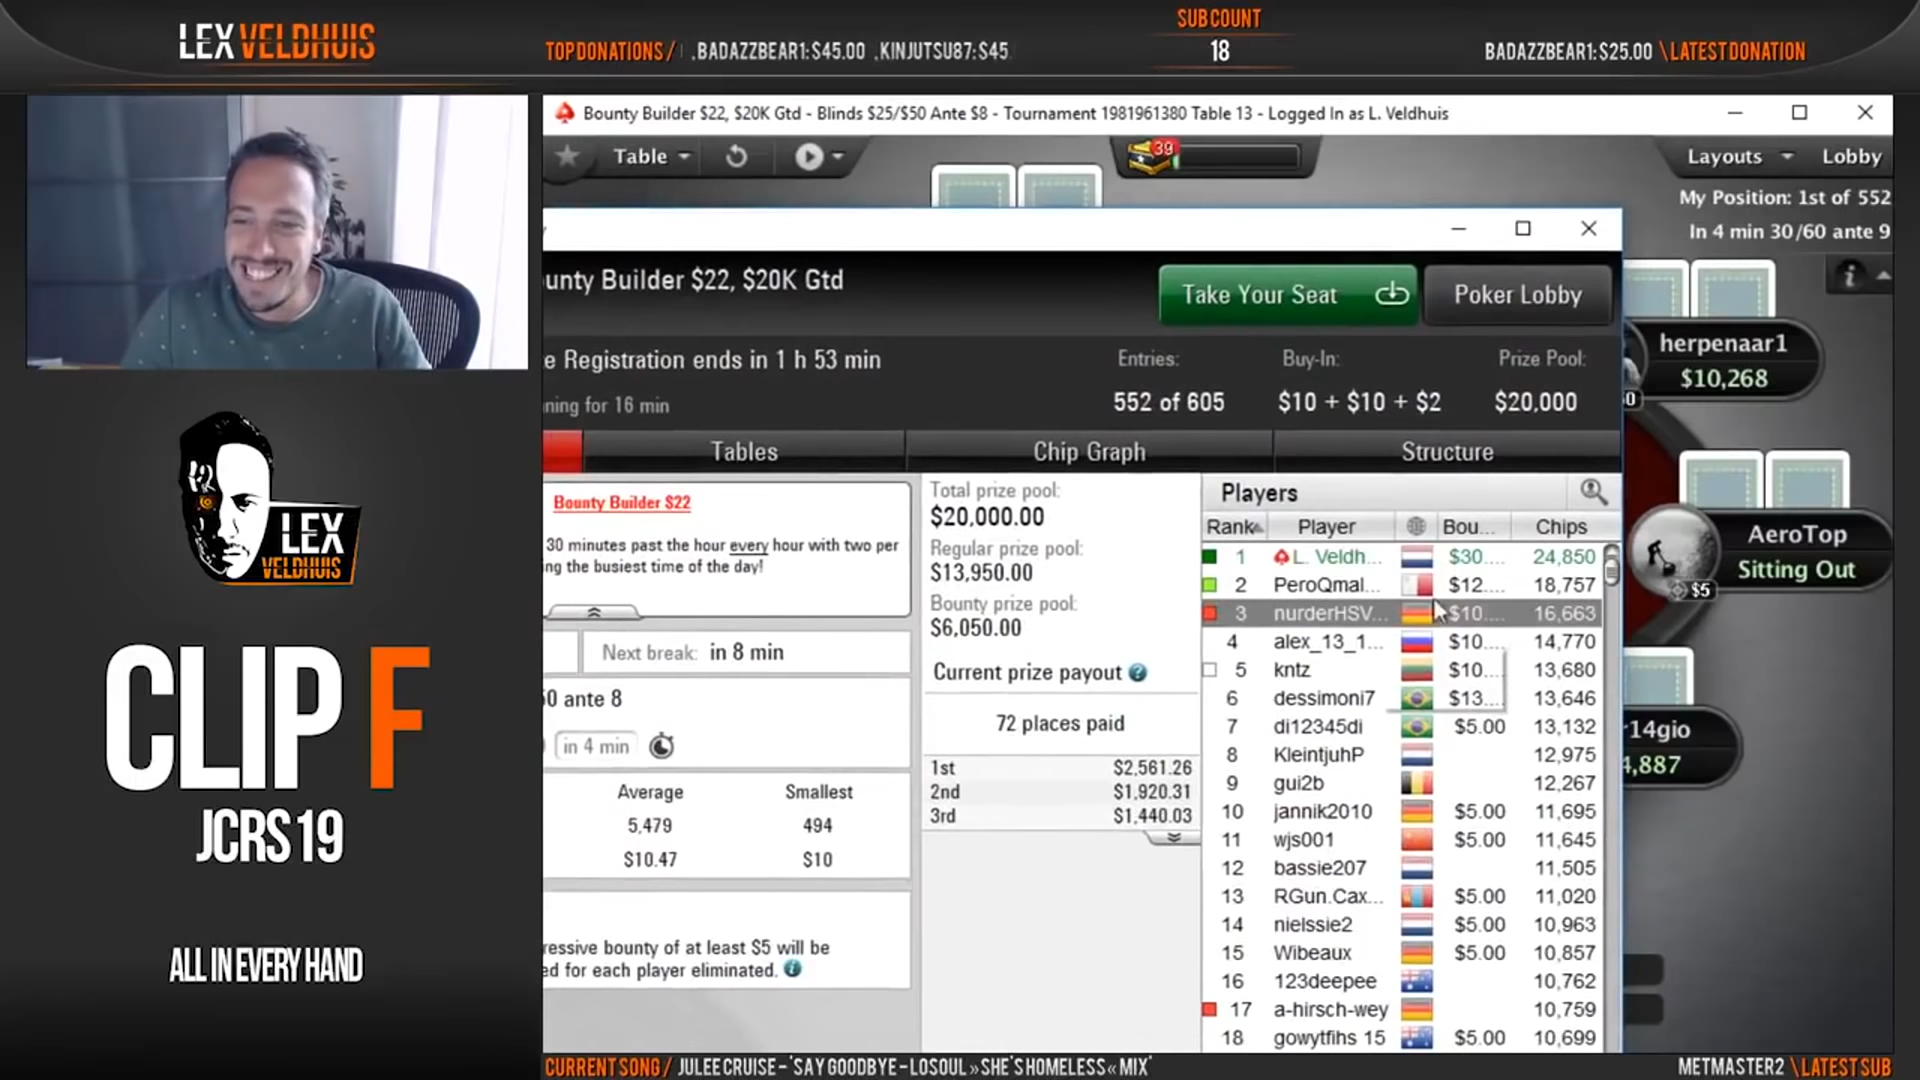 LEX VELDHUIS
TOP DONATIONS / . BADAZZBEAR1: $45.00 . KINJUTSU87: $45
SUB COUNT
18
BADAZZBEAR1: $25.00 \ LATEST DONATION
Bounty Builder $22, $20K Gtd - Blinds $25/$50 Ante $8 - Tournament 1981961380 Table 13 - Logged In as L. Veldhuis
Table
39
Layouts
Lobby
My Position: 1st of 552
In 4 min 30/60 ante 9
ounty Builder $22, $20K Gtd
Take Your Seat
Poker Lobby
e Registration ends in 1 h 53 min
ning for 16 min
Entries:
552 of 605
Buy-In:
$10 + $10 + $2
Prize Pool:
$20,000
Tables
Chip Graph
Structure
Bounty Builder $22
30 minutes past the hour every hour with two per
ng the busiest time of the day!
Next break: in 8 min
0 ante 8
in 4 min
Average
Smallest
5,479
494
$10.47
$10
ressive bounty of at least $5 will be
ed for each player eliminated.
Total prize pool:
$20,000.00
Regular prize pool:
$13,950.00
Bounty prize pool:
$6,050.00
Current prize payout ?
72 places paid
1st $2,561.26
2nd $1,920.31
3rd $1,440.03
Players
Rank Player Bou... Chips
1 L. Veldh... $30.... 24,850
2 PeroQmal... $12.... 18,757
3 nurderHSV... $10.... 16,663
4 alex_13_1... $10.... 14,770
5 kntz $10.... 13,680
6 dessimoni7 $13.... 13,646
7 di12345di $5.00 13,132
8 KleintjuhP 12,975
9 gui2b 12,267
10 jannik2010 $5.00 11,695
11 wjs001 $5.00 11,645
12 bassie207 11,505
13 RGun.Cax... $5.00 11,020
14 nielssie2 $5.00 10,963
15 Wibeaux $5.00 10,857
16 123deepee 10,762
17 a-hirsch-wey 10,759
18 gowytfihs 15 $5.00 10,699
herpenaar1
$10,268
0
AeroTop
Sitting Out
$5
r14gio
4,887
LEX
VELDHUIS
CLIP F
JCRS19
ALL IN EVERY HAND
CURRENT SONG / JULEE CRUISE - 'SAY GOODBYE - LOSOUL »SHE'S HOMELESS« MIX'
METMASTER2 \ LATEST SUB